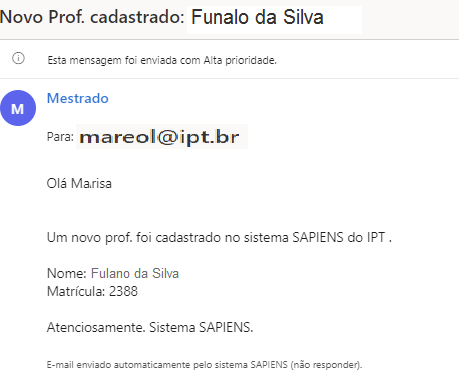 Novo Prof. cadastrado: Funalo da Silva
Esta mensagem foi enviada com Alta prioridade.
M
Mestrado
Para: mareol@ipt.br
Olá Ma.risa
Um novo prof. foi cadastrado no sistema SAPIENS do IPT .
Nome: Fulano da Silva
Matrícula: 2388
Atenciosamente. Sistema SAPIENS.
E-mail enviado automaticamente pelo sistema SAPIENS (não responder).